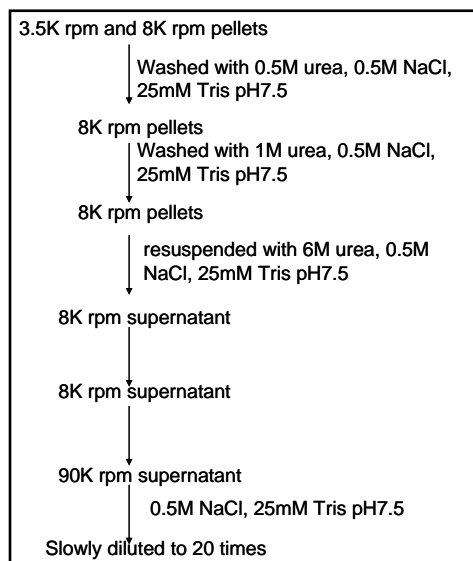 3.5K rpm and 8K rpm pellets
Washed with 0.5M urea, 0.5M NaCl,
25mM Tris pH7.5
8K rpm pellets
Washed with 1M urea, 0.5M NaCl,
25mM Tris pH7.5
8K rpm pellets
resuspended with 6M urea, 0.5M
NaCl, 25mM Tris pH7.5
8K rpm supernatant
8K rpm supernatant
90K rpm supernatant
0.5M NaCl, 25mM Tris pH7.5
Slowly diluted to 20 times